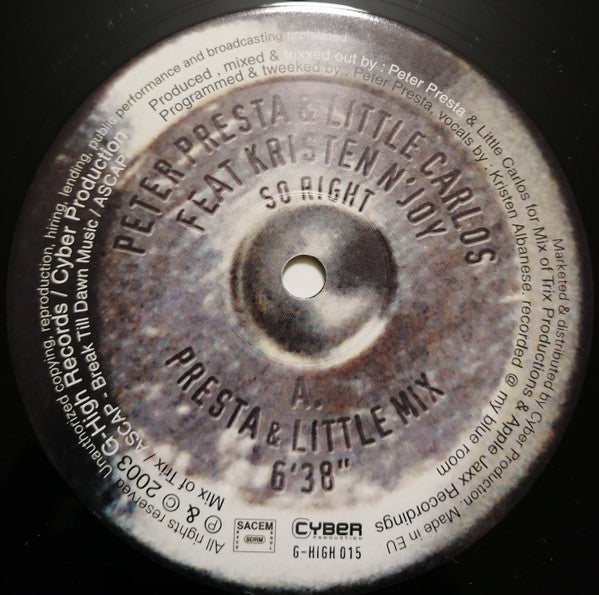 PETER PRESTA & LITTLE CARLOS
FEAT KRISTEN N'JOY
SO RIGHT
A.
PRESTA & LITTLE MIX
6'38"
Produced , mixed & trixxed out by : Peter Presta & Little Carlos for Mix of Trix Productions & Apple Jaxx Recordings
Programmed & tweeked by : Peter Presta, vocals by : Kristen Albanese, recorded @ my blue room
Marketed & distributed by Cyber Production. Made in EU
All rights reserved. Unauthorized copying, reproduction, hiring, lending, public performance and broadcasting prohibited
℗ & © 2003 G-High Records / Cyber Production
Mix of Trix / ASCAP - Break Till Dawn Music / ASCAP
SACEM
SDRM
CYBER
PRODUCTION
G-HIGH 015